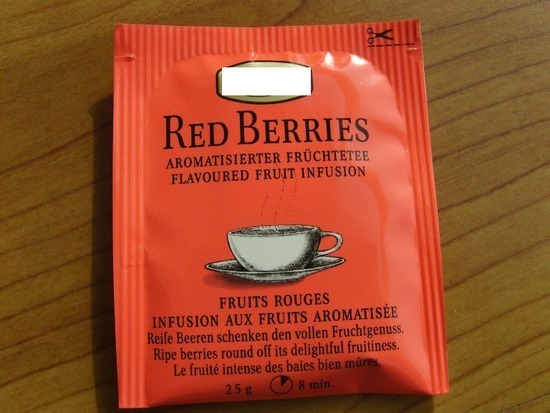 RED BERRIES
AROMATISIERTER FRÜCHTETEE
FLAVOURED FRUIT INFUSION
FRUITS ROUGES
INFUSION AUX FRUITS AROMATISÉE
Reife Beeren schenken den vollen Fruchtgenuss.
Ripe berries round off its delightful fruitiness.
Le fruité intense des baies bien mûres.
2.5 g 8 min.